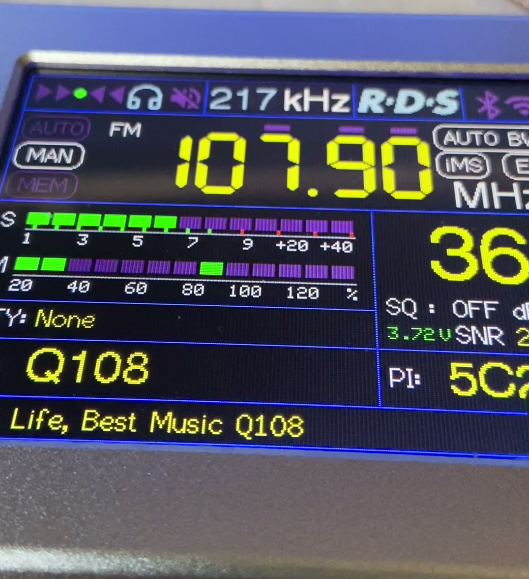 217 kHz R·D·S
AUTO FM AUTO BW
MAN 107.90 iMS E
MEM MHz
S
1 3 5 7 9 +20 +40
M
20 40 60 80 100 120 %
36
SQ : OFF
3.72V SNR 2
TY: None
Q108
PI: 5C2
Life, Best Music Q108